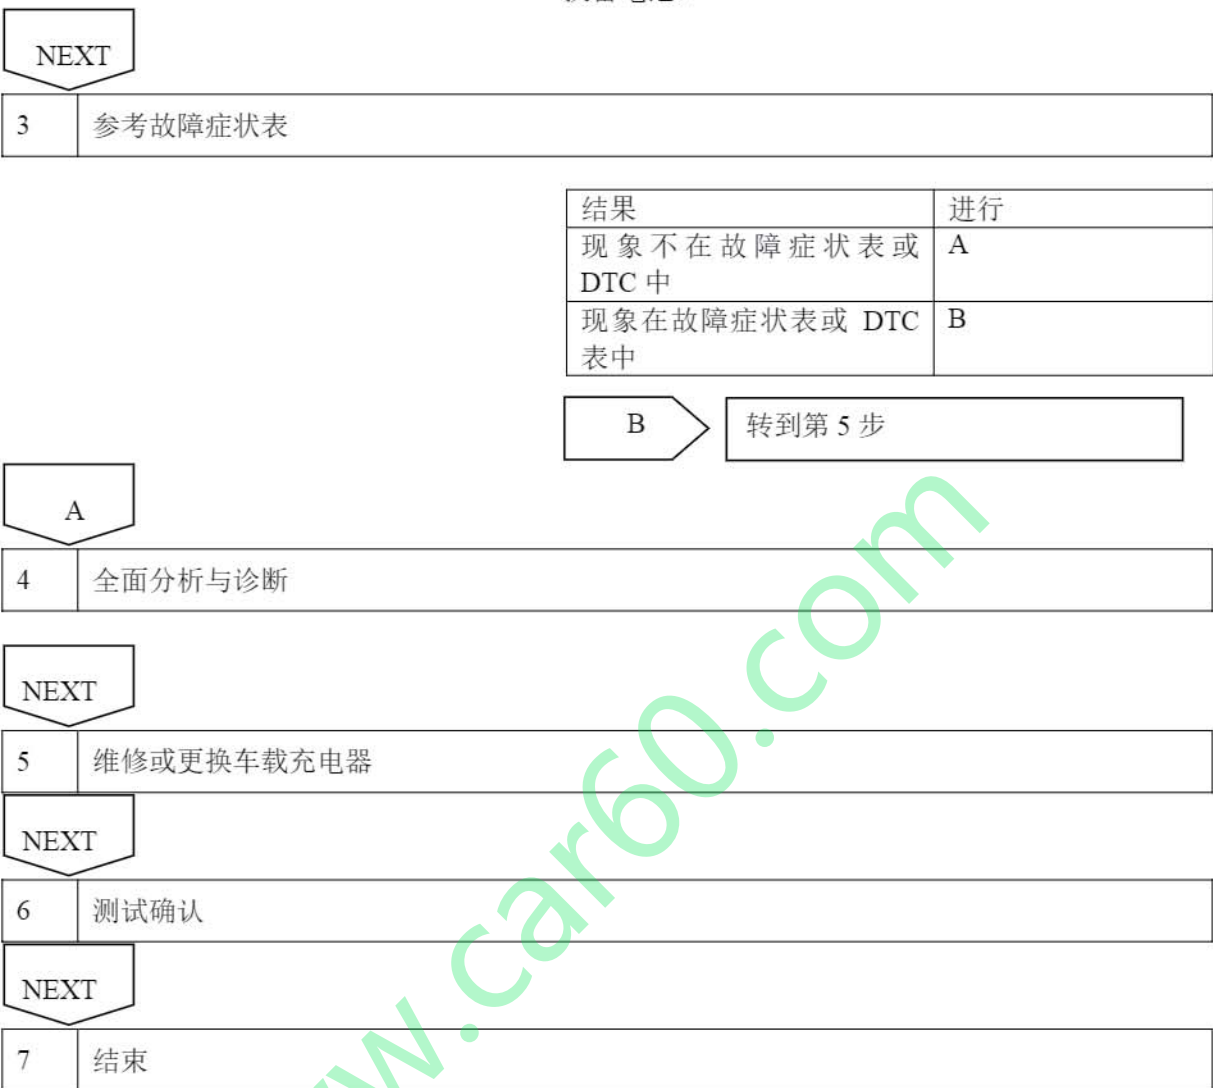 NEXT
3 参考故障症状表
结果 进行
现象不在故障症状表或 A
DTC 中
现象在故障症状表或 DTC B
表中
B 转到第 5 步
A
4 全面分析与诊断
NEXT
5 维修或更换车载充电器
NEXT
6 测试确认
NEXT
7 结束
w.car60.com